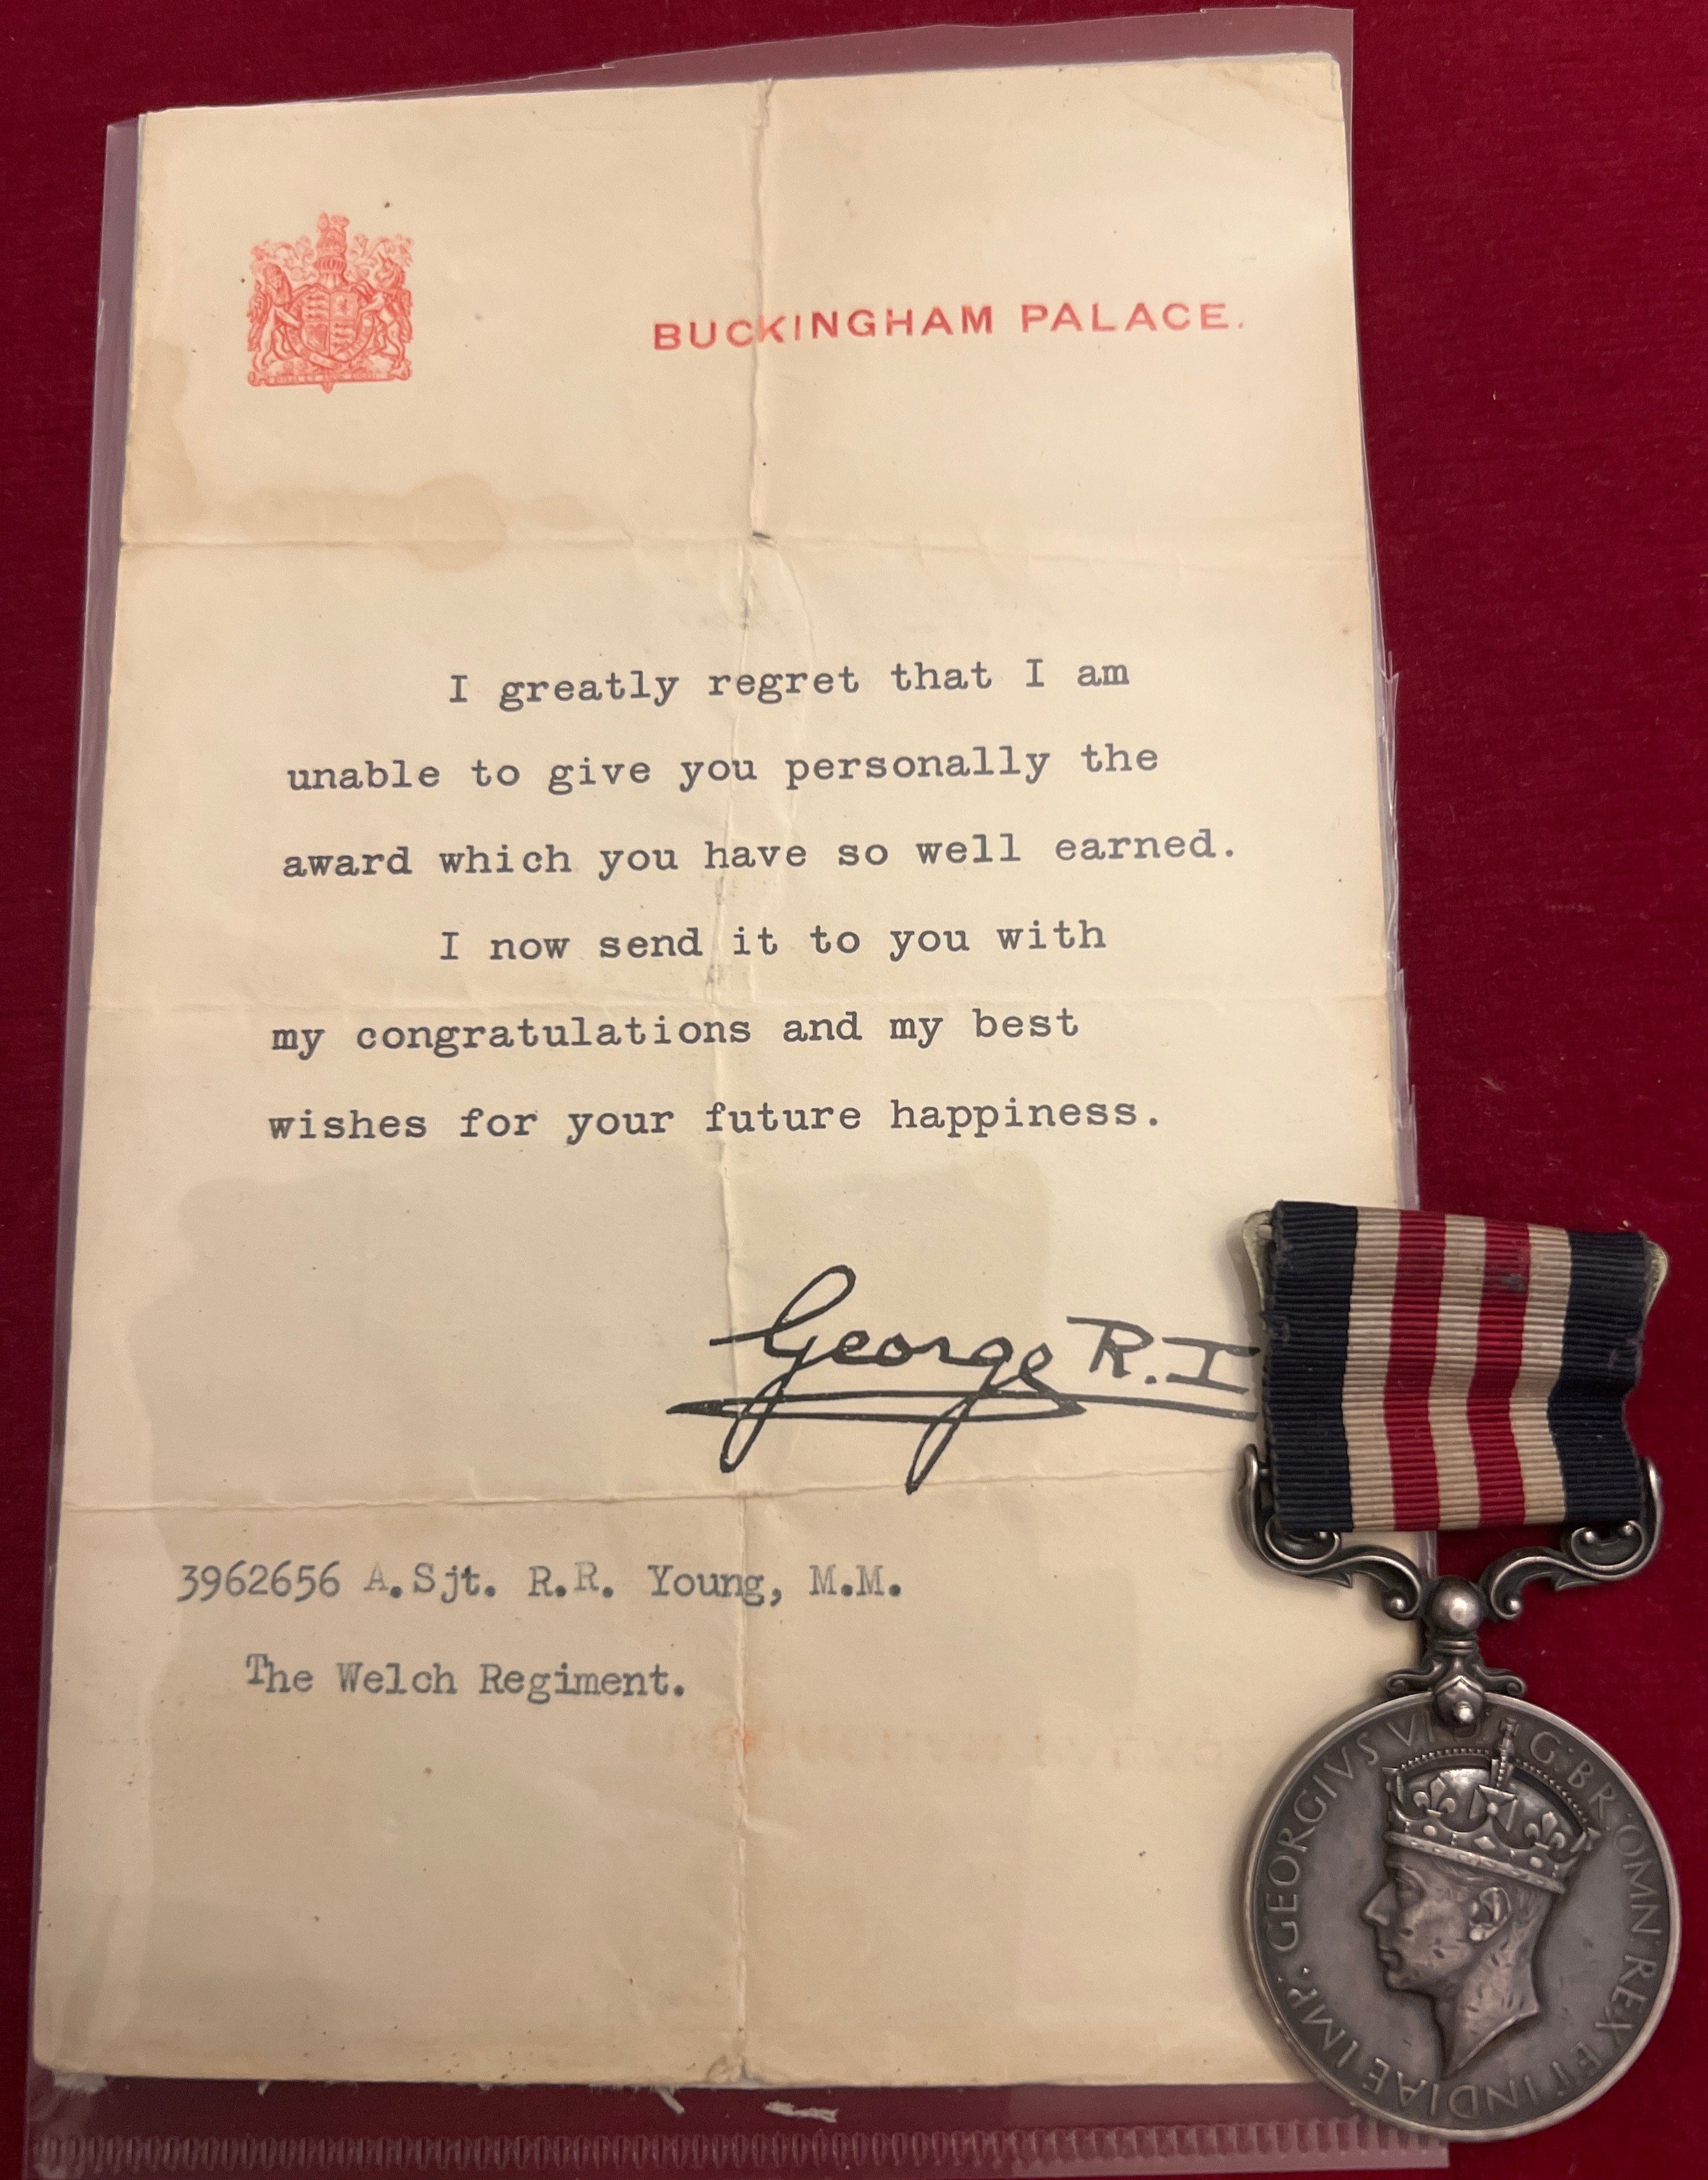 BUCKINGHAM PALACE.
I greatly regret that I am
unable to give you personally the
award which you have so well earned.
I now send it to you with
my congratulations and my best
wishes for your future happiness.
George R.I
3962656 A.Sjt. R.R. Young, M.M.
The Welch Regiment.
GEORGIVS VI G:BR:OMN:REX ET INDIAE IMP: